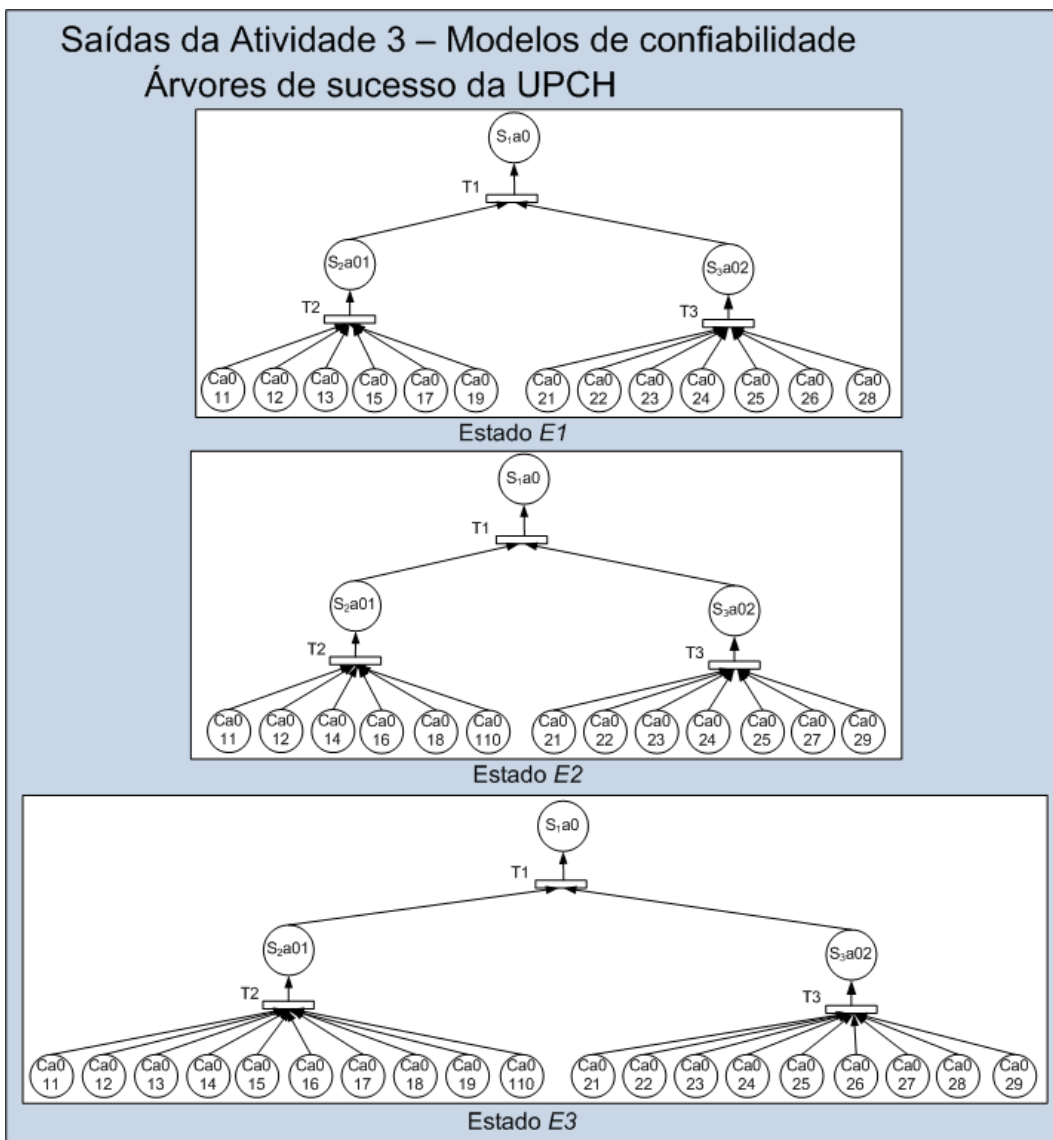 Saídas da Atividade 3 – Modelos de confiabilidade
Árvores de sucesso da UPCH
S₁a0
T1
S₂a01
S₃a02
T2
T3
Ca0 Ca0 Ca0 Ca0 Ca0 Ca0 Ca0 Ca0 Ca0 Ca0 Ca0 Ca0 Ca0
11 12 13 15 17 19 21 22 23 24 25 26 28
Estado E1
S₁a0
T1
S₂a01
S₃a02
T2
T3
Ca0 Ca0 Ca0 Ca0 Ca0 Ca0 Ca0 Ca0 Ca0 Ca0 Ca0 Ca0 Ca0
11 12 14 16 18 110 21 22 23 24 25 27 29
Estado E2
S₁a0
T1
S₂a01
S₃a02
T2
T3
Ca0 Ca0 Ca0 Ca0 Ca0 Ca0 Ca0 Ca0 Ca0 Ca0 Ca0 Ca0 Ca0 Ca0 Ca0 Ca0 Ca0 Ca0 Ca0
11 12 13 14 15 16 17 18 19 110 21 22 23 24 25 26 27 28 29
Estado E3